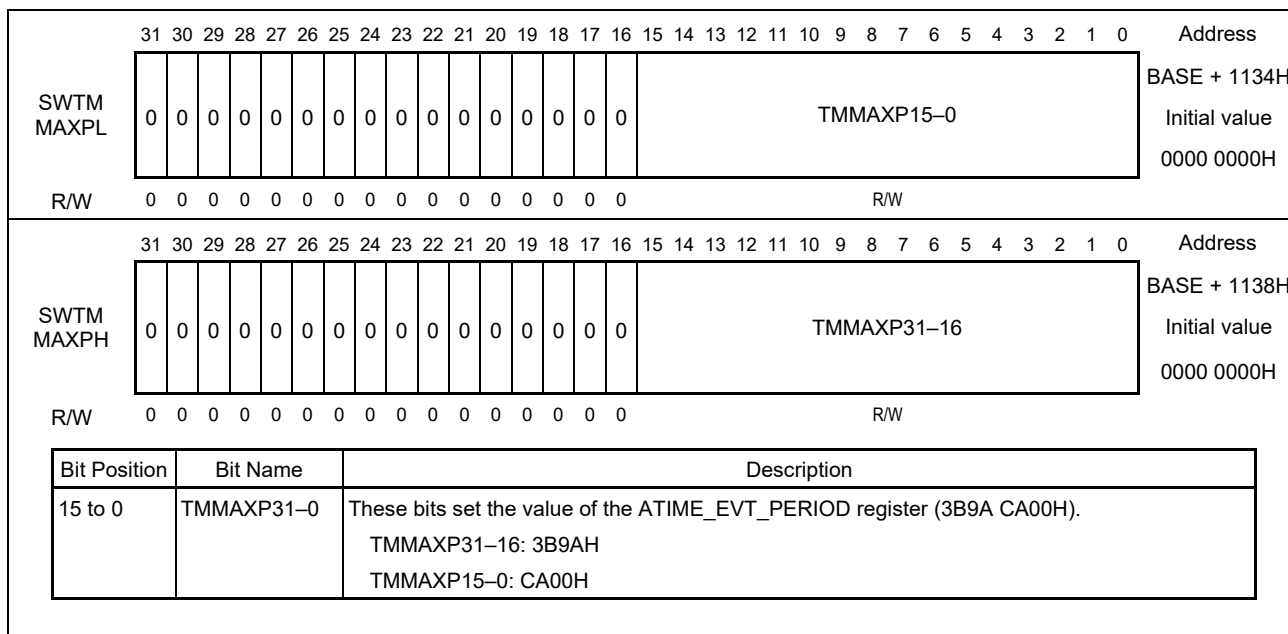 31 30 29 28 27 26 25 24 23 22 21 20 19 18 17 16 15 14 13 12 11 10 9 8 7 6 5 4 3 2 1 0 Address
SWTM
MAXPL
0 0 0 0 0 0 0 0 0 0 0 0 0 0 0 0
TMMAXP15–0
BASE + 1134H
Initial value
0000 0000H
R/W 0 0 0 0 0 0 0 0 0 0 0 0 0 0 0 0 R/W
31 30 29 28 27 26 25 24 23 22 21 20 19 18 17 16 15 14 13 12 11 10 9 8 7 6 5 4 3 2 1 0 Address
SWTM
MAXPH
0 0 0 0 0 0 0 0 0 0 0 0 0 0 0 0
TMMAXP31–16
BASE + 1138H
Initial value
0000 0000H
R/W 0 0 0 0 0 0 0 0 0 0 0 0 0 0 0 0 R/W
Bit Position Bit Name Description
15 to 0 TMMAXP31–0 These bits set the value of the ATIME_EVT_PERIOD register (3B9A CA00H).
TMMAXP31–16: 3B9AH
TMMAXP15–0: CA00H